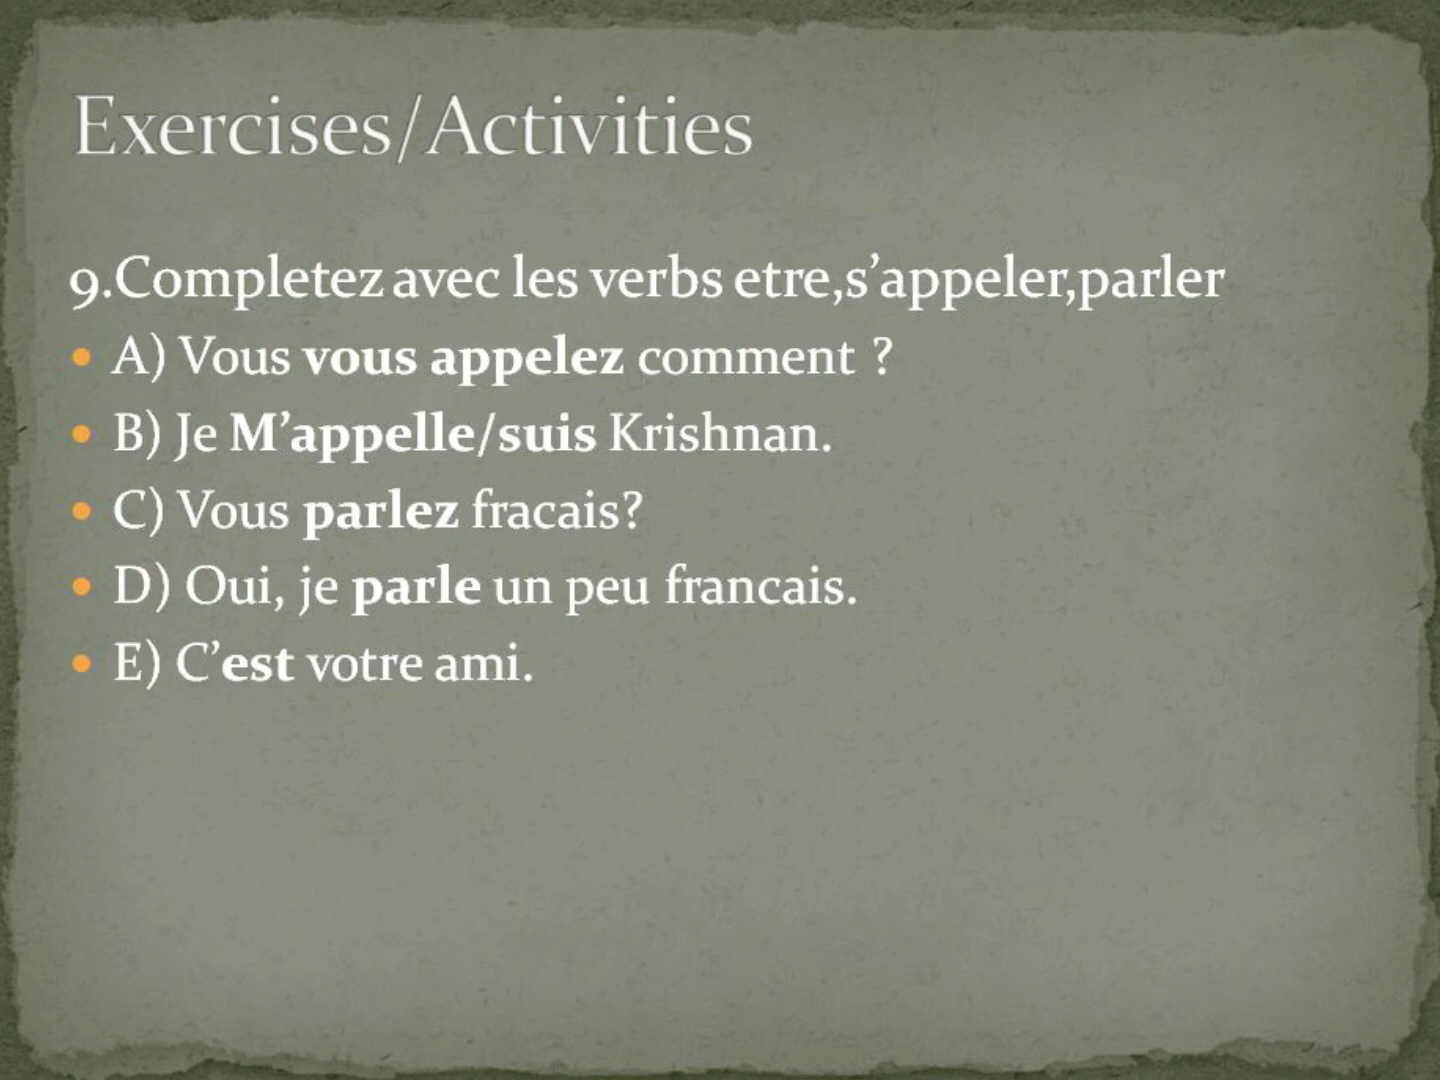 Exercises/Activities
9.Completez avec les verbs etre,s’appeler,parler
• A) Vous vous appelez comment ?
• B) Je M’appelle/suis Krishnan.
• C) Vous parlez fracais?
• D) Oui, je parle un peu francais.
• E) C’est votre ami.